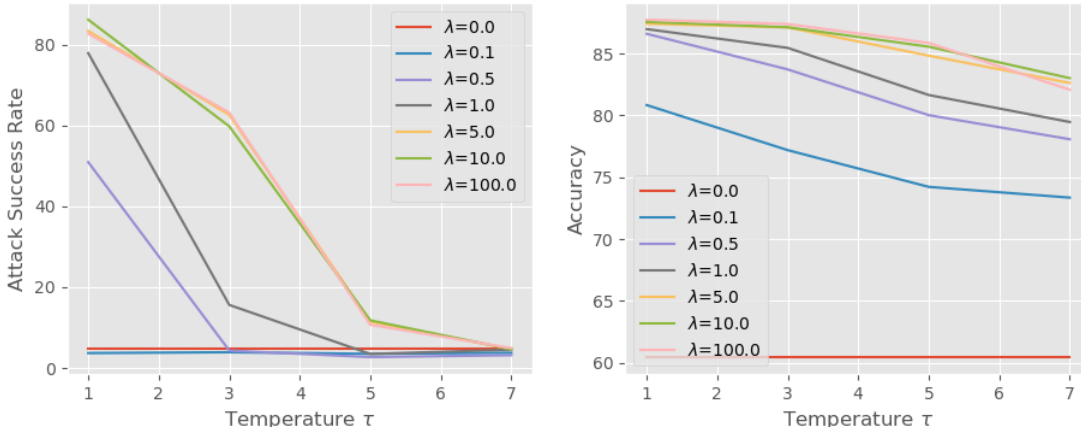 80
60
40
20
0
Attack Success Rate
1 2 3 4 5 6 7
Temperature τ
λ=0.0
λ=0.1
λ=0.5
λ=1.0
λ=5.0
λ=10.0
λ=100.0
85
80
75
70
65
60
Accuracy
1 2 3 4 5 6 7
Temperature τ
λ=0.0
λ=0.1
λ=0.5
λ=1.0
λ=5.0
λ=10.0
λ=100.0